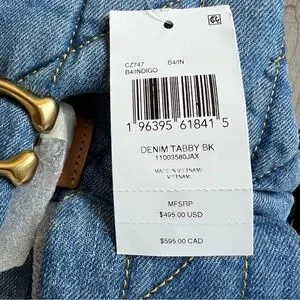 CZ747 B4/IN
B4/INDIGO
1 96395 61841 5
DENIM TABBY BK
11003580JAX
MADE IN VIETNAM/
VIETNAM
MFSRP
$495.00 USD
$595.00 CAD